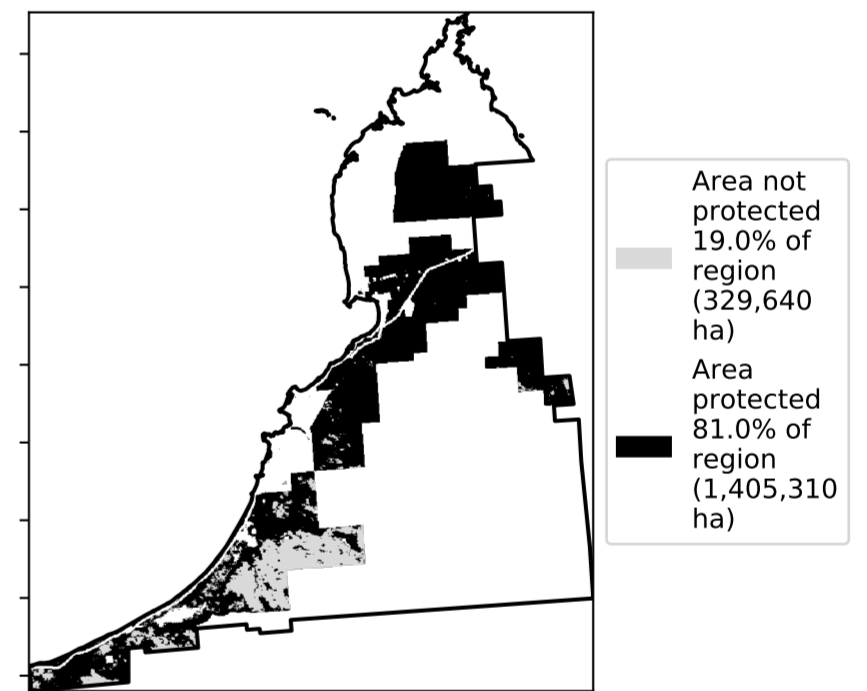 Area not
protected
19.0% of
region
(329,640
ha)
Area
protected
81.0% of
region
(1,405,310
ha)